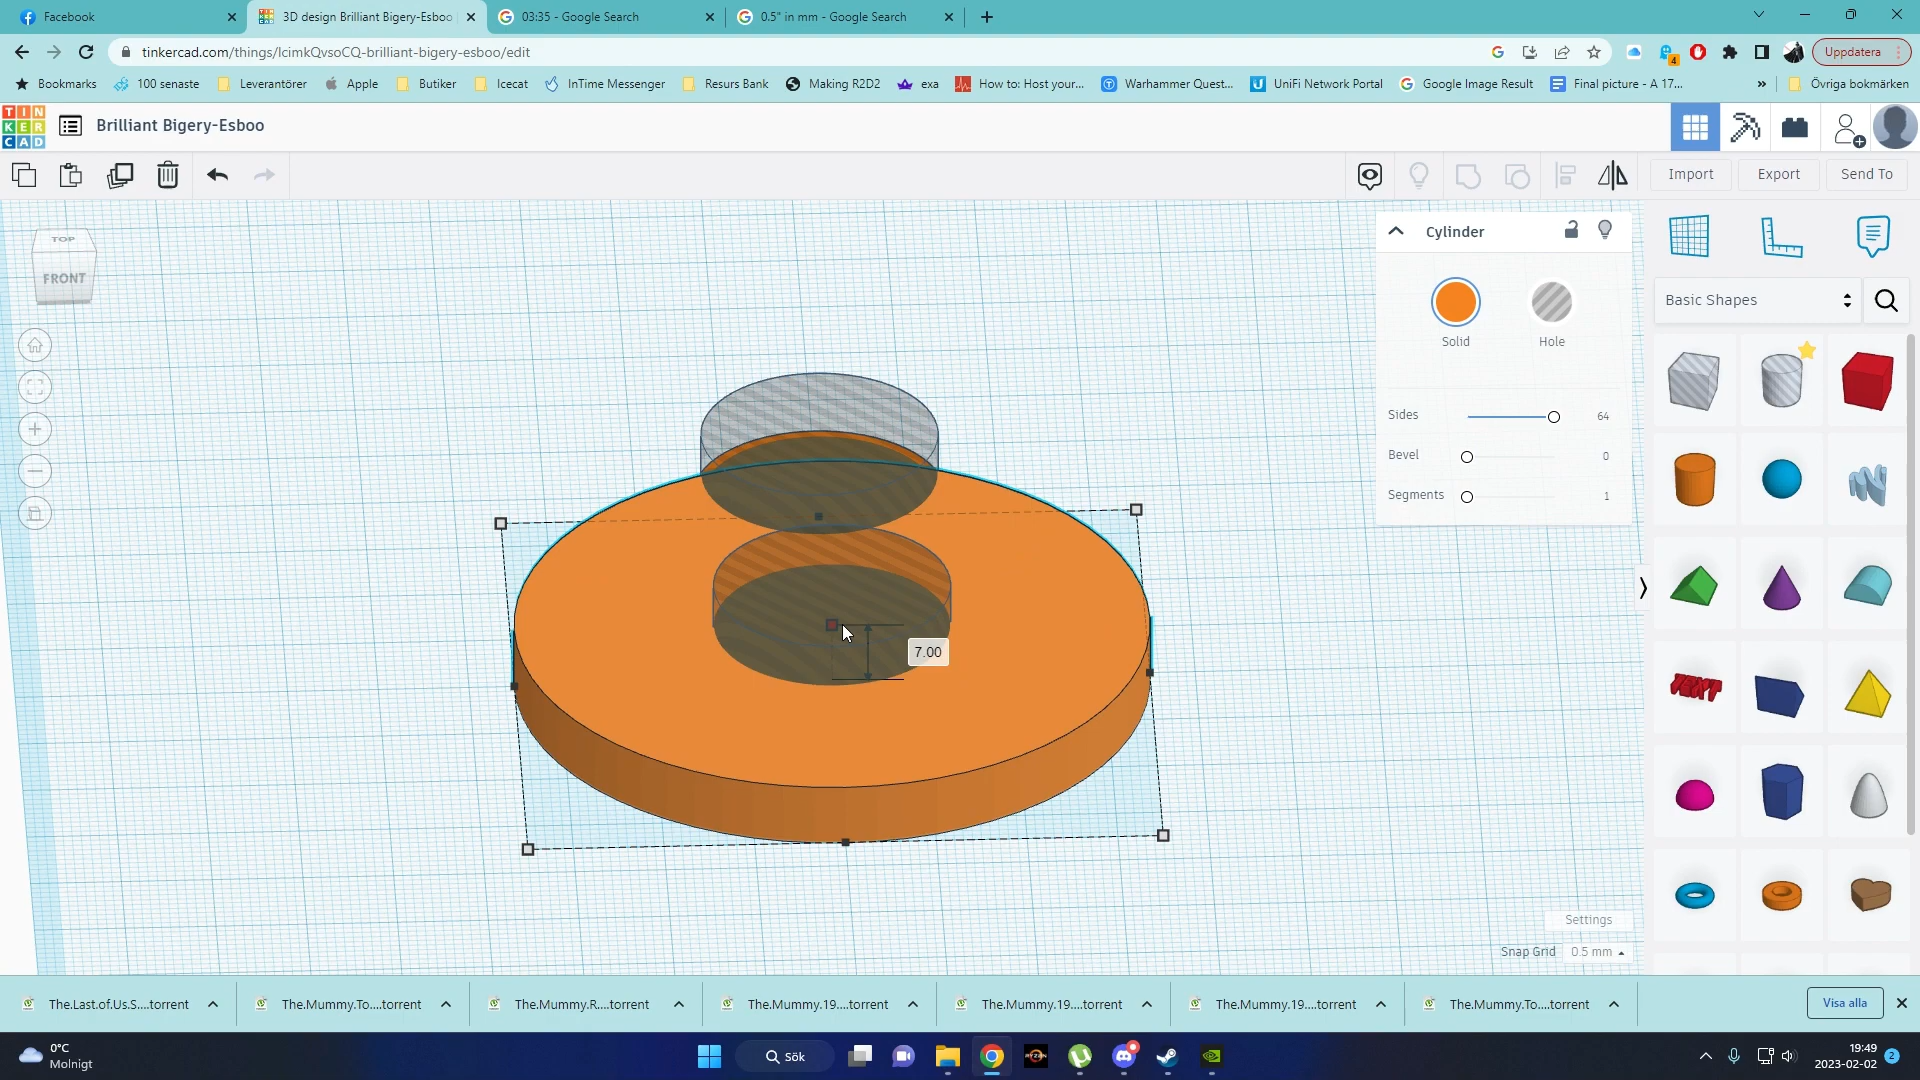 Facebook
3D design Brilliant Bigery-Esboo
03:35 - Google Search
0.5" in mm - Google Search
tinkercad.com/things/lcimkQvsoCQ-brilliant-bigery-esboo/edit
4
Uppdatera
Bookmarks
100 senaste
Leverantörer
Apple
Butiker
Icecat
InTime Messenger
Resurs Bank
Making R2D2
exa
How to: Host your...
Warhammer Quest...
UniFi Network Portal
Google Image Result
Final picture - A 17...
»
Övriga bokmärken
TIN
KER
CAD
Brilliant Bigery-Esboo
Import
Export
Send To
TOP
FRONT
Cylinder
Solid
Hole
Sides
64
Bevel
0
Segments
1
Basic Shapes
TEXT
7.00
Settings
Snap Grid
0.5 mm
The.Last.of.Us.S....torrent
The.Mummy.To....torrent
The.Mummy.R....torrent
The.Mummy.19....torrent
The.Mummy.19....torrent
The.Mummy.19....torrent
The.Mummy.To....torrent
Visa alla
0°C
Molnigt
Sök
RYZEN
19:49
2023-02-02
2